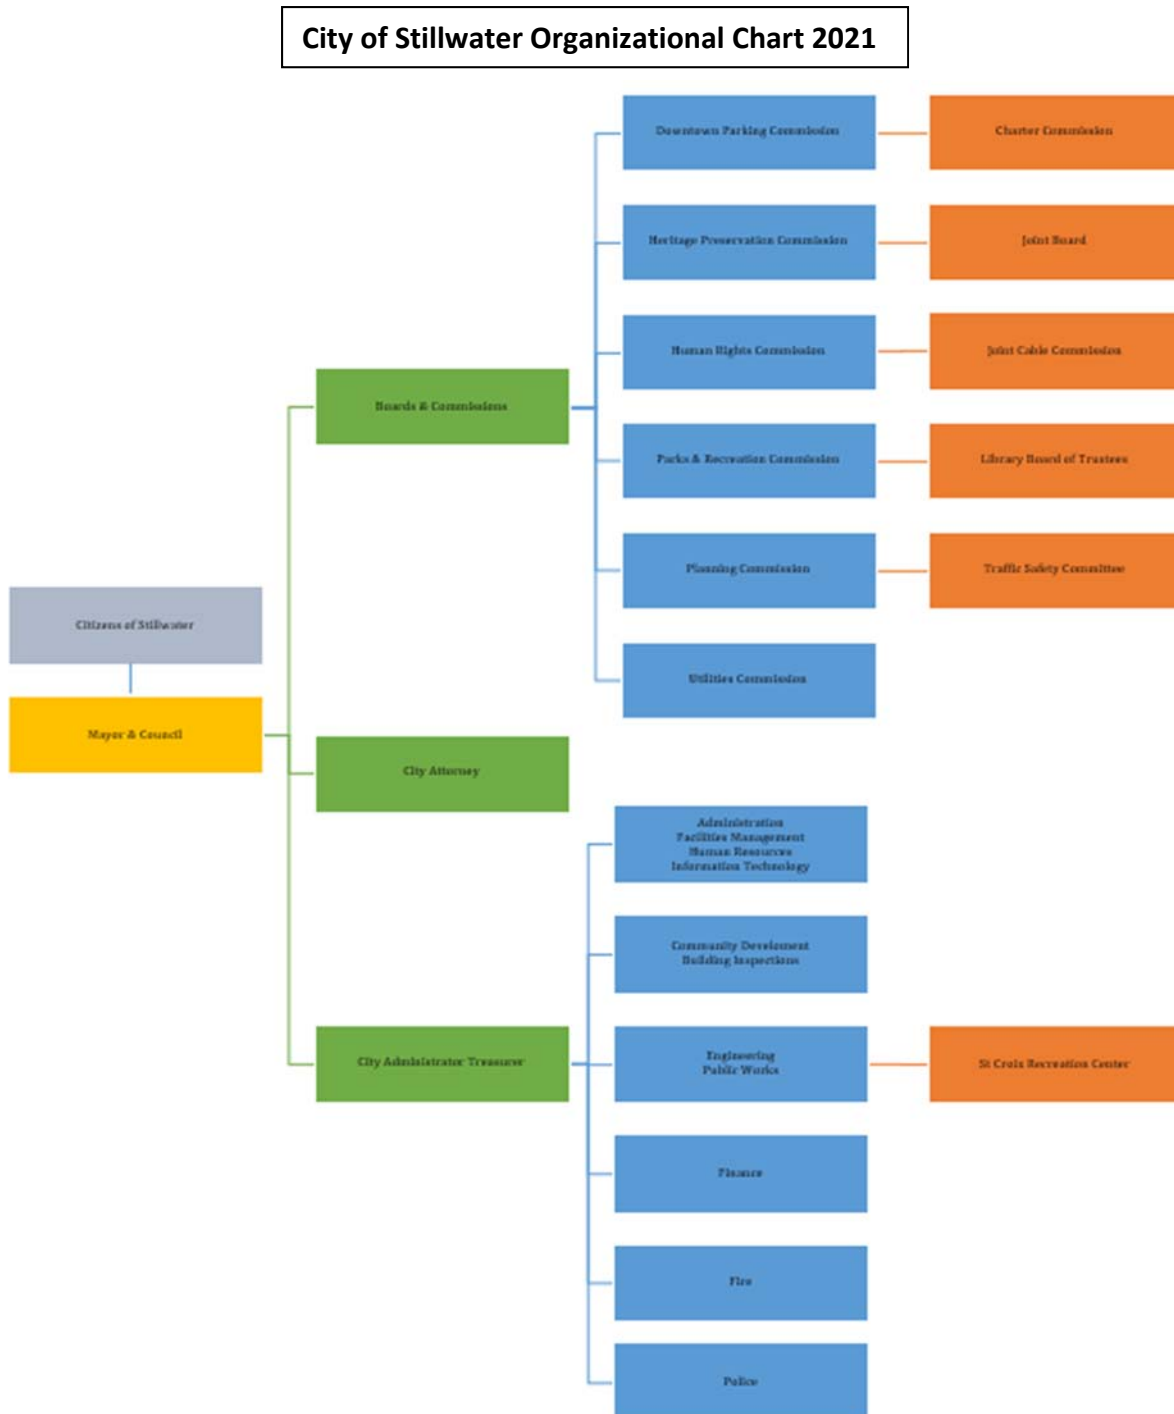 City of Stillwater Organizational Chart 2021
Downtown Parking Commission
Charter Commission
Heritage Preservation Commission
Joint Board
Human Rights Commission
Joint Cable Commission
Boards & Commissions
Parks & Recreation Commission
Library Board of Trustees
Planning Commission
Traffic Safety Committee
Citizens of Stillwater
Utilities Commission
Mayor & Council
City Attorney
Administration
Facilities Management
Human Resources
Information Technology
Community Develoment
Building Inspections
City Administrator Treasurer
Engineering
Public Works
St Croix Recreation Center
Finance
Fire
Police